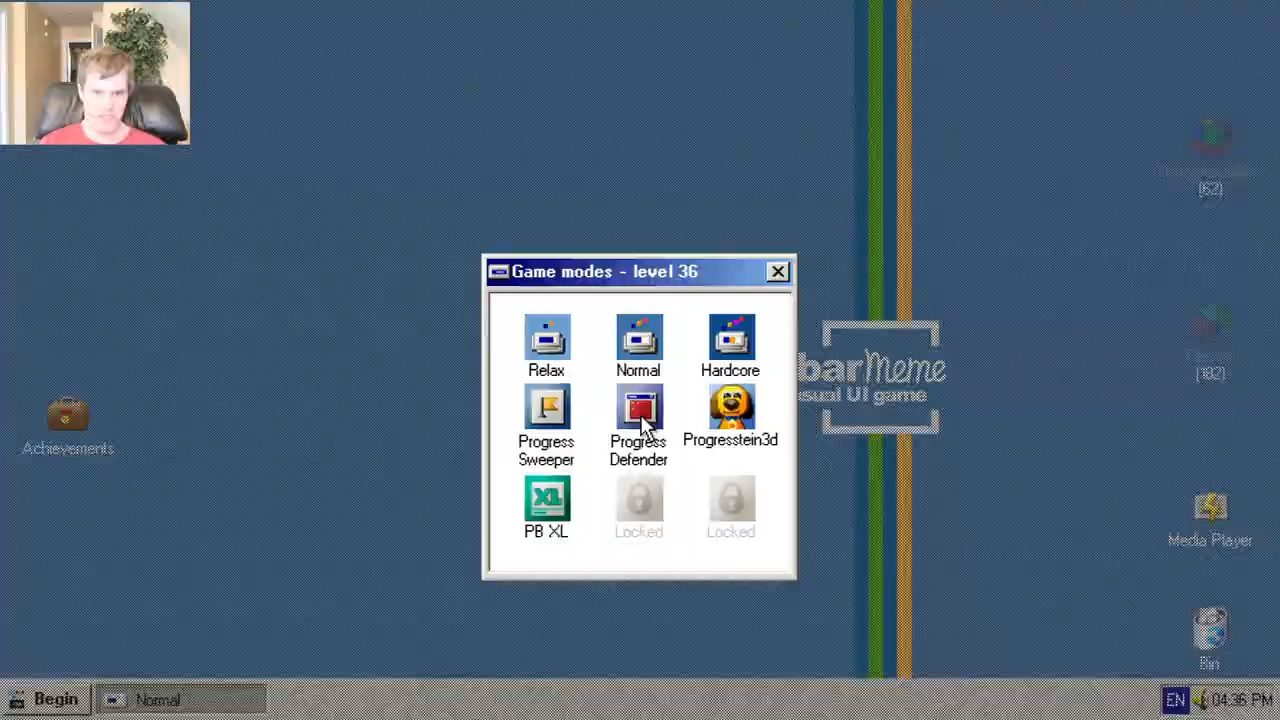 (62)
Game modes - level 36
Relax
Normal
Hardcore
barMeme
sual UI game
(182)
Achievements
Progress
Sweeper
Progress
Defender
Progresstein3d
XL
PB XL
Locked
Locked
Media Player
Bin
Begin
Normal
EN
04:36 PM